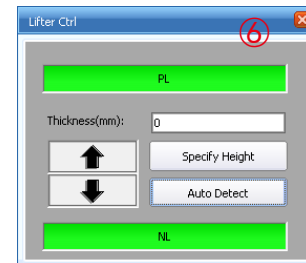 Lifter Ctrl
⑥
PL
Thickness(mm):
0
Specify Height
Auto Detect
NL